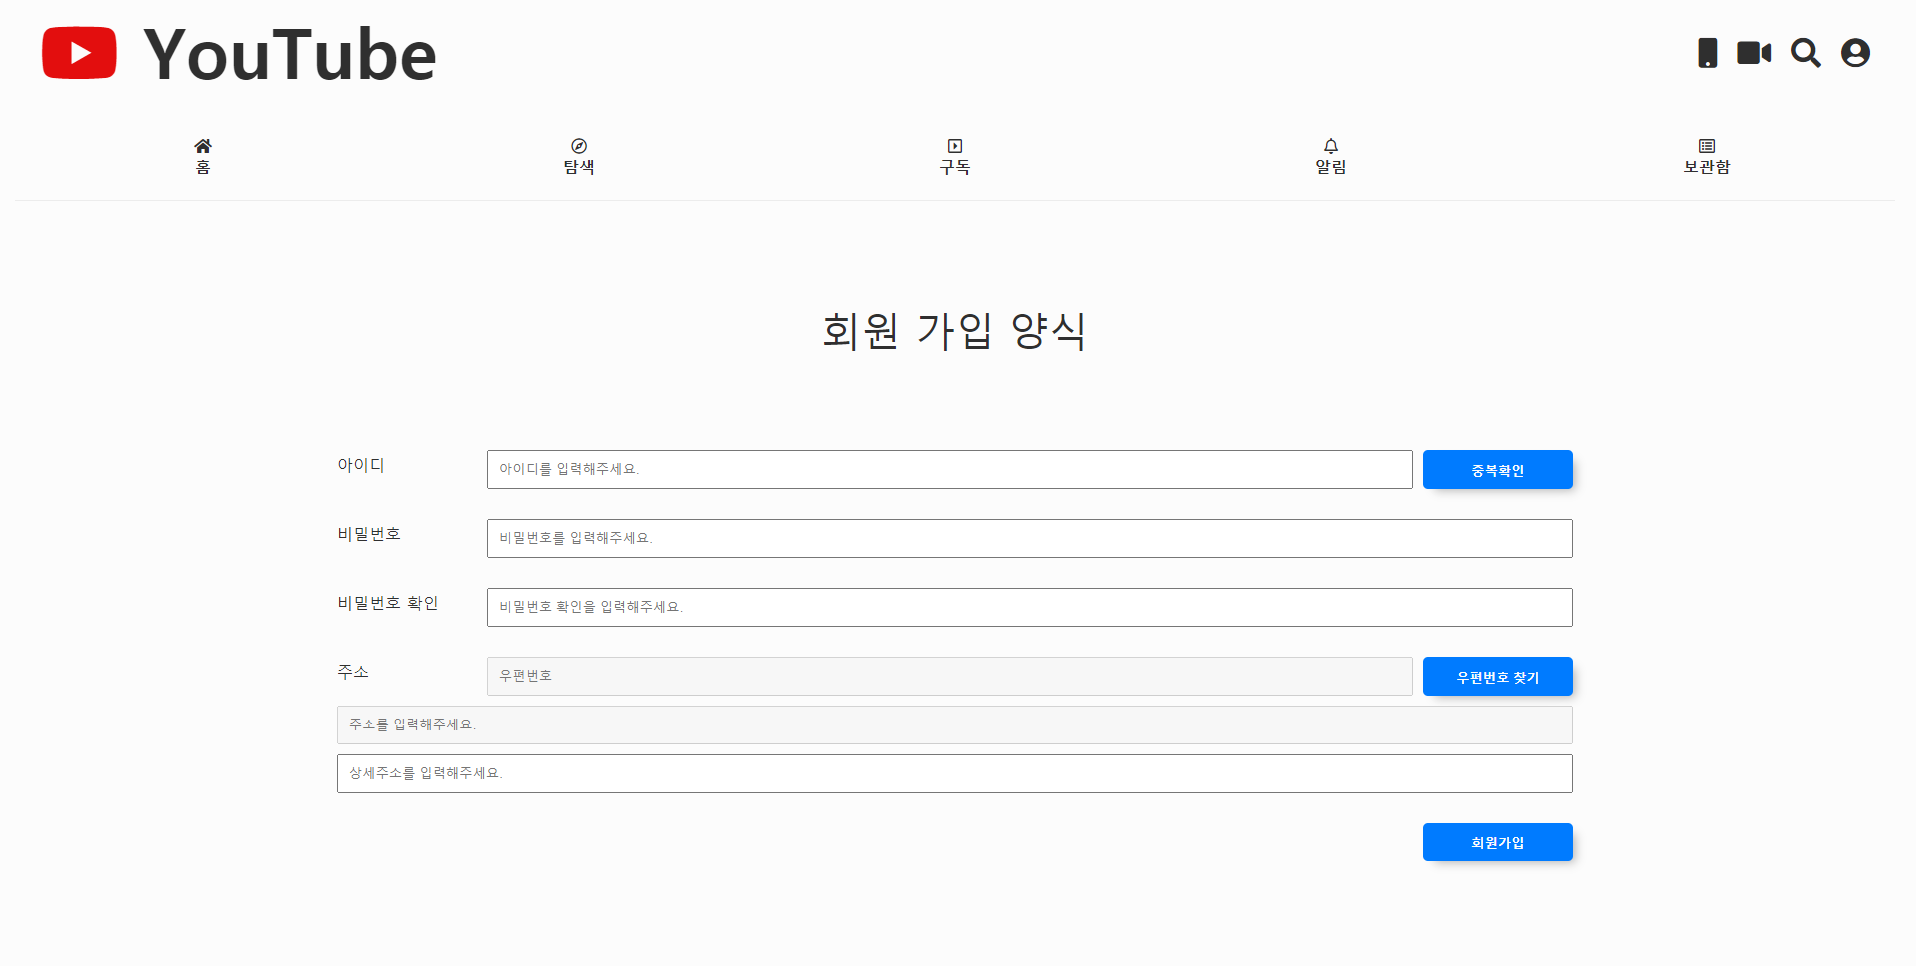 YouTube
홈
탐색
구독
알림
보관함
회원 가입 양식
아이디
아이디를 입력해주세요.
중복확인
비밀번호
비밀번호를 입력해주세요.
비밀번호 확인
비밀번호 확인을 입력해주세요.
주소
우편번호
우편번호 찾기
주소를 입력해주세요.
상세주소를 입력해주세요.
회원가입